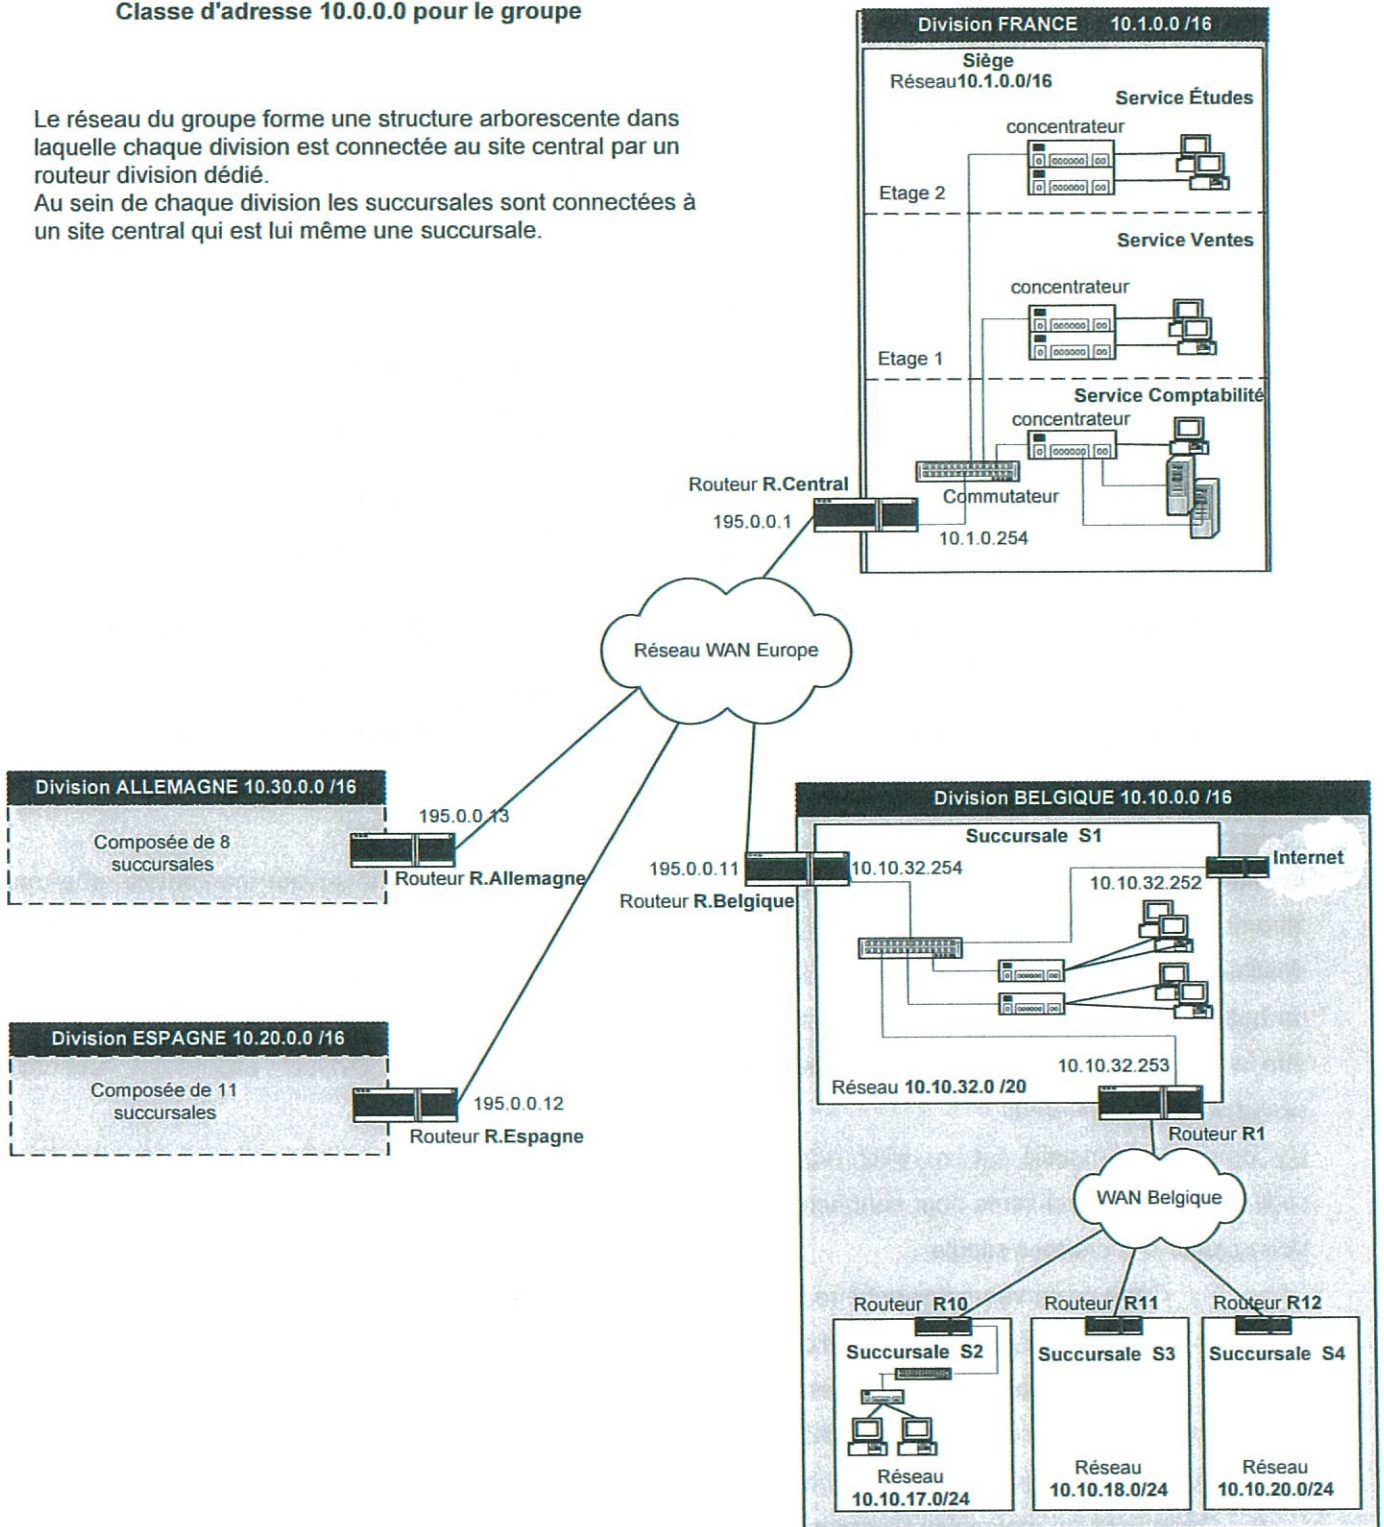 Classe d'adresse 10.0.0.0 pour le groupe
Le réseau du groupe forme une structure arborescente dans
laquelle chaque division est connectée au site central par un
routeur division dédié.
Au sein de chaque division les succursales sont connectées à
un site central qui est lui même une succursale.
Division FRANCE 10.1.0.0 /16
Siège
Réseau10.1.0.0/16
Service Études
concentrateur
Etage 2
Service Ventes
concentrateur
Etage 1
Service Comptabilité
concentrateur
Commutateur
Routeur R.Central
195.0.0.1
10.1.0.254
Réseau WAN Europe
Division ALLEMAGNE 10.30.0.0 /16
Composée de 8
succursales
195.0.0.13
Routeur R.Allemagne
Division ESPAGNE 10.20.0.0 /16
Composée de 11
succursales
195.0.0.12
Routeur R.Espagne
Division BELGIQUE 10.10.0.0 /16
Succursale S1
195.0.0.11
Routeur R.Belgique
10.10.32.254
10.10.32.252
Internet
10.10.32.253
Réseau 10.10.32.0 /20
Routeur R1
WAN Belgique
Routeur R10
Succursale S2
Réseau
10.10.17.0/24
Routeur R11
Succursale S3
Réseau
10.10.18.0/24
Routeur R12
Succursale S4
Réseau
10.10.20.0/24